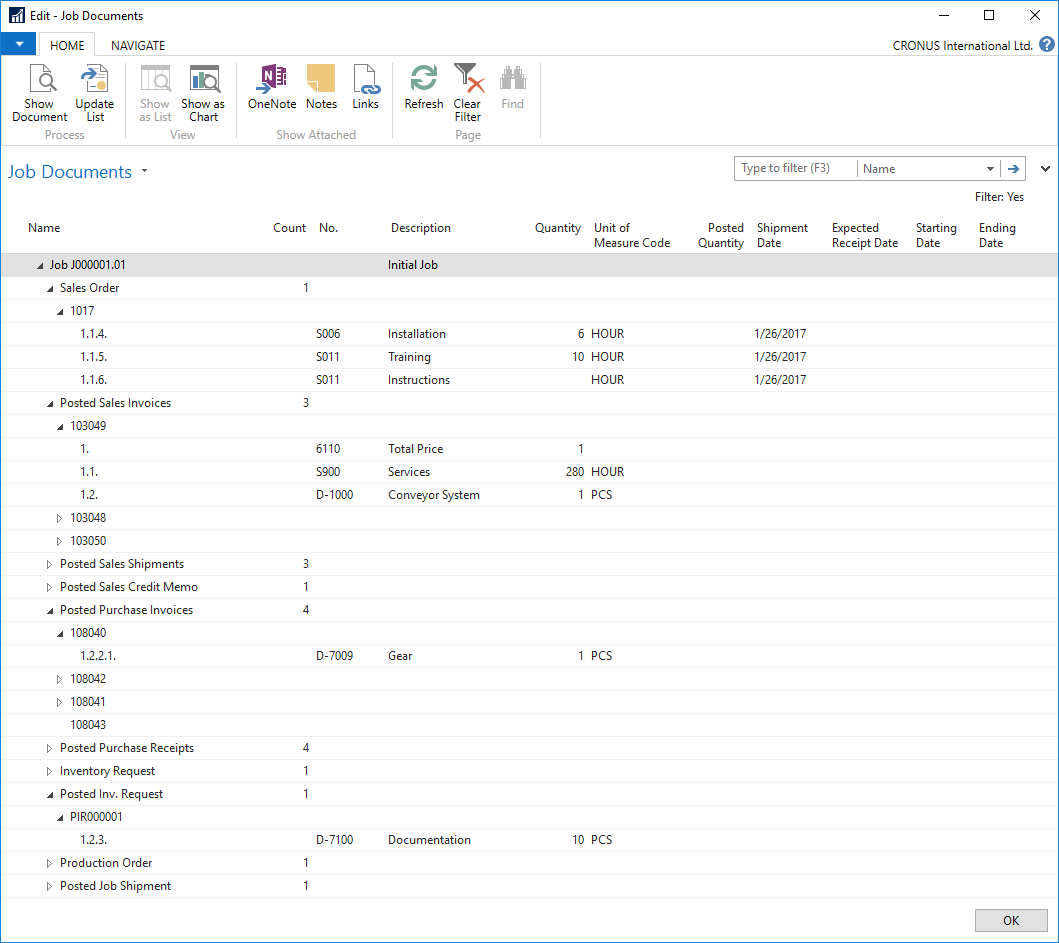 Edit - Job Documents
HOME NAVIGATE CRONUS International Ltd. ?
Show Document Update List Show as List Show as Chart OneNote Notes Links Refresh Clear Filter Find
Process View Show Attached Page
Job Documents Type to filter (F3) Name
Filter: Yes
Name Count No. Description Quantity Unit of Measure Code Posted Quantity Shipment Date Expected Receipt Date Starting Date Ending Date
Job J000001.01 Initial Job
Sales Order 1
1017
1.1.4. S006 Installation 6 HOUR 1/26/2017
1.1.5. S011 Training 10 HOUR 1/26/2017
1.1.6. S011 Instructions HOUR 1/26/2017
Posted Sales Invoices 3
103049
1. 6110 Total Price 1
1.1. S900 Services 280 HOUR
1.2. D-1000 Conveyor System 1 PCS
103048
103050
Posted Sales Shipments 3
Posted Sales Credit Memo 1
Posted Purchase Invoices 4
108040
1.2.2.1. D-7009 Gear 1 PCS
108042
108041
108043
Posted Purchase Receipts 4
Inventory Request 1
Posted Inv. Request 1
PIR000001
1.2.3. D-7100 Documentation 10 PCS
Production Order 1
Posted Job Shipment 1
OK